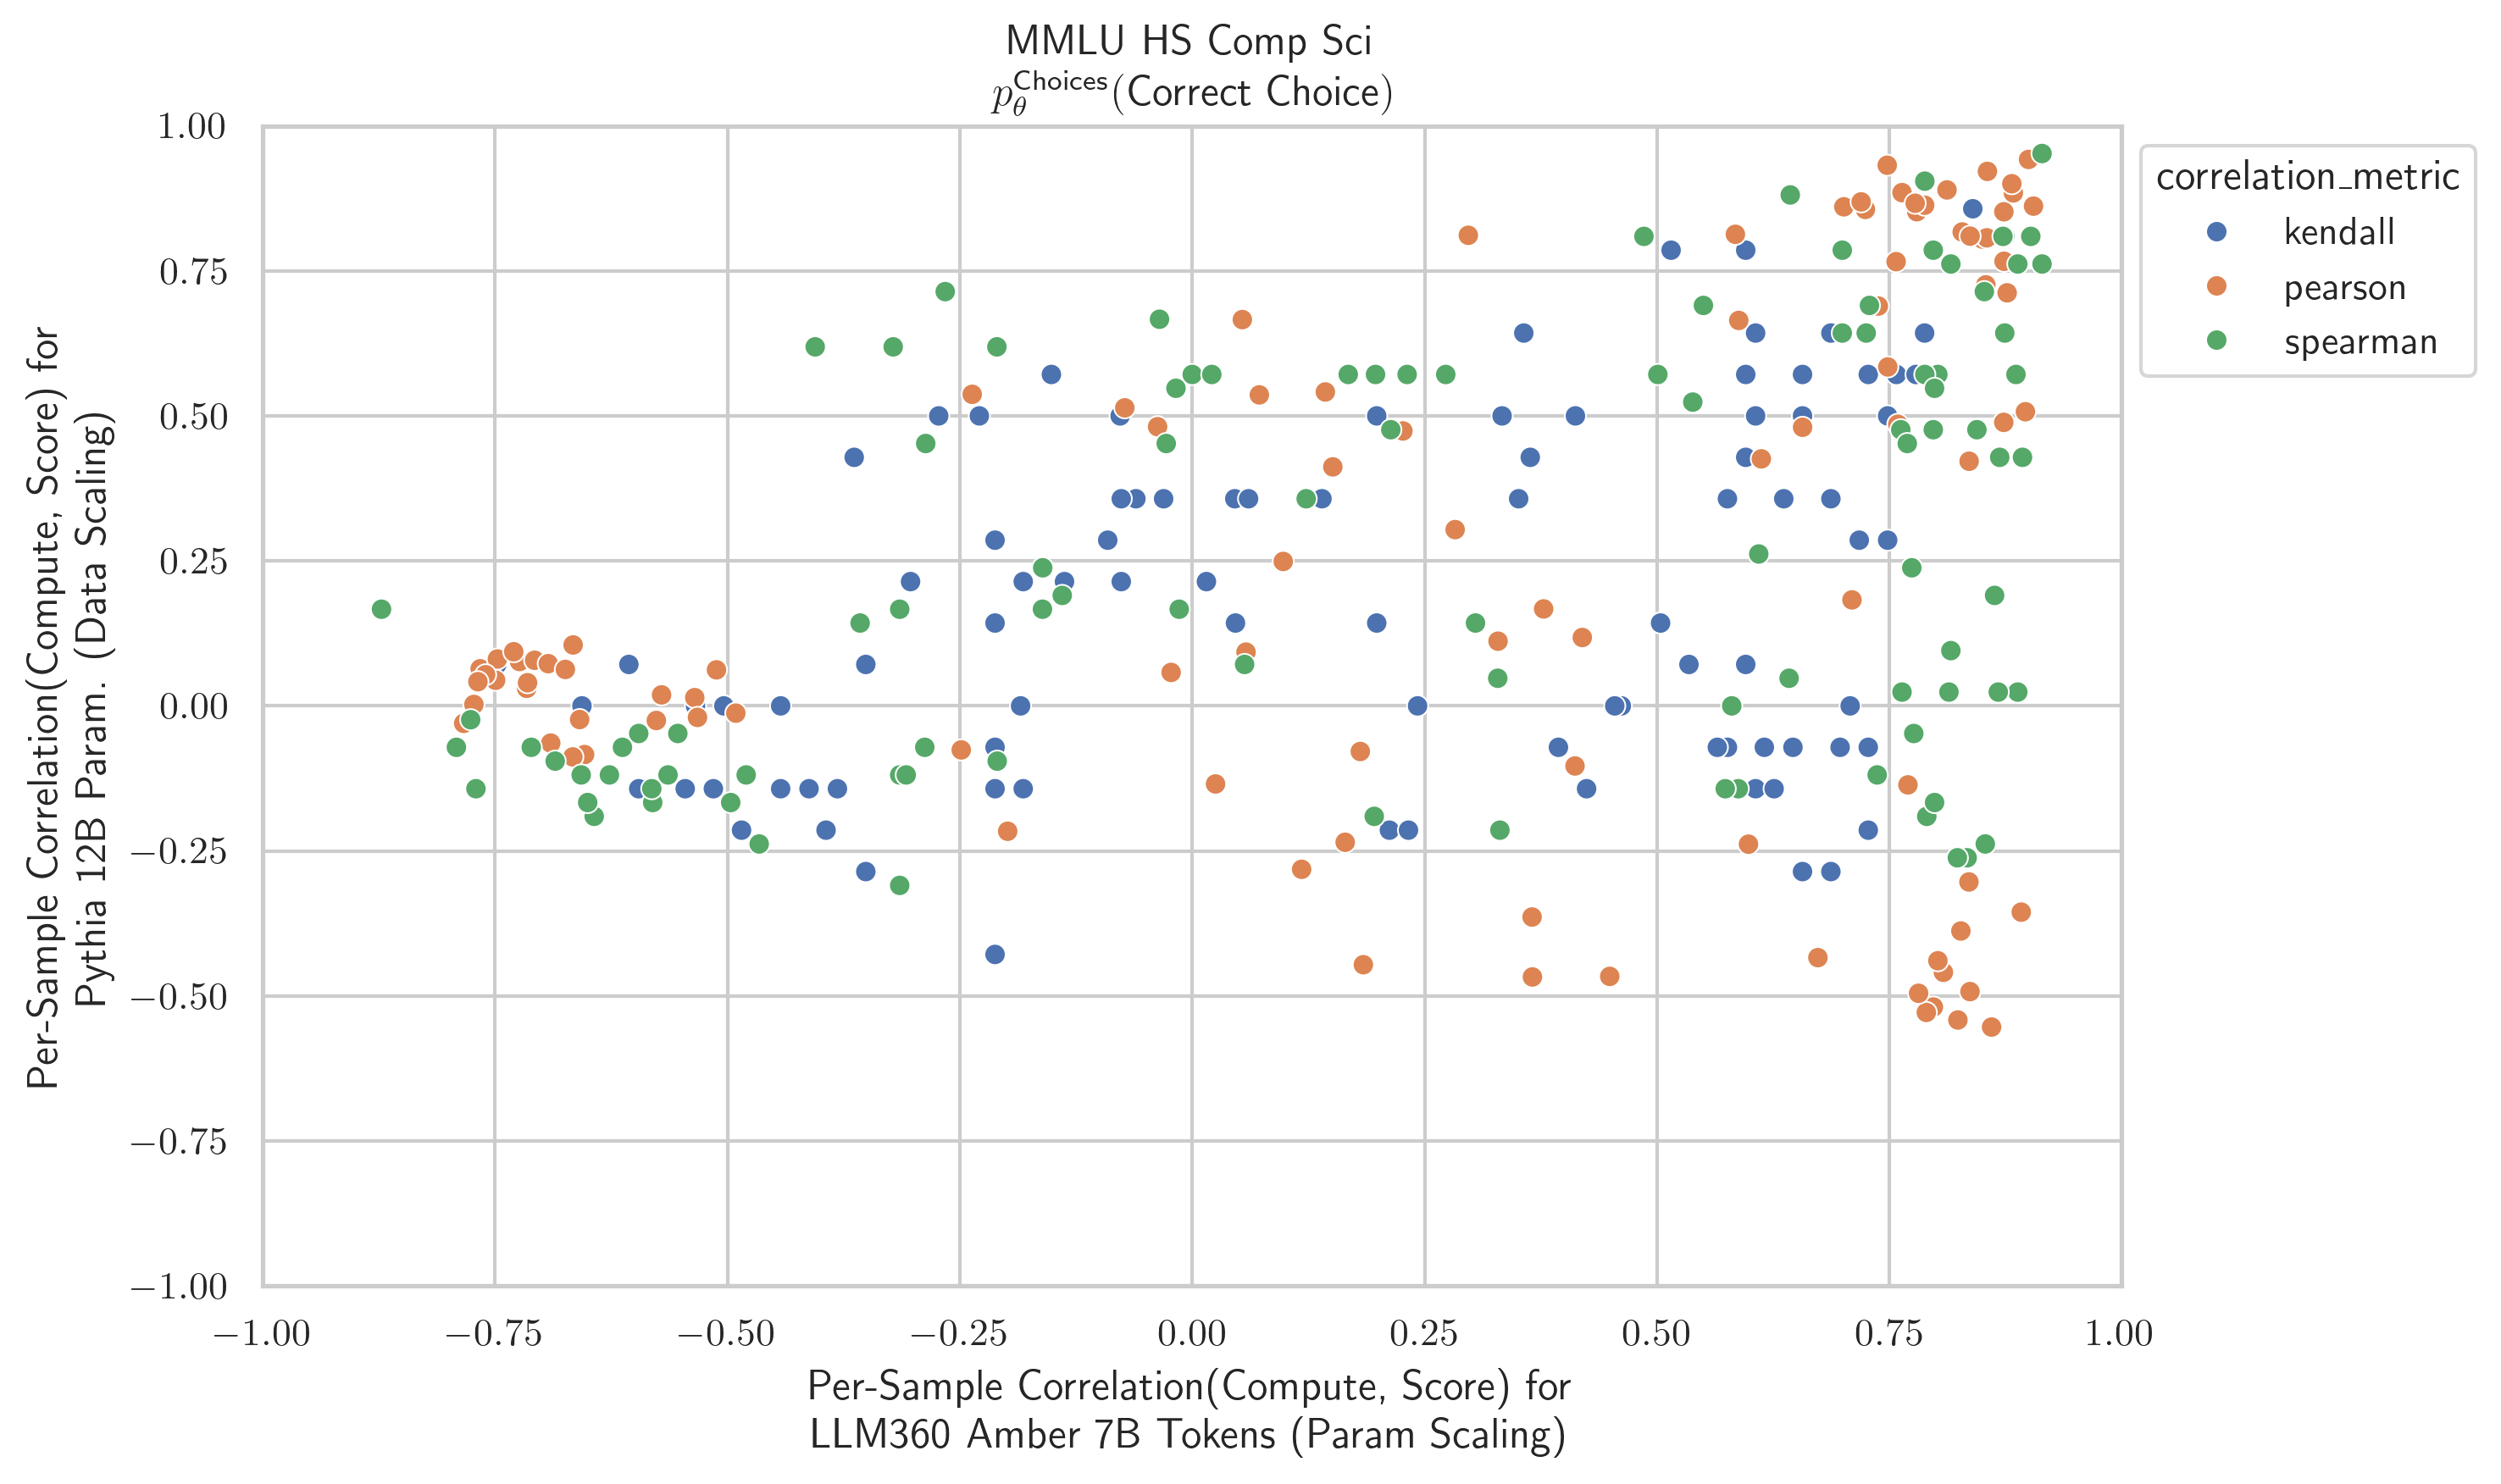 MMLU HS Comp Sci
p_θ^Choices(Correct Choice)
1.00
0.75
0.50
0.25
0.00
−0.25
−0.50
−0.75
−1.00
Per-Sample Correlation(Compute, Score) for
Pythia 12B Param. (Data Scaling)
correlation_metric
kendall
pearson
spearman
−1.00 −0.75 −0.50 −0.25 0.00 0.25 0.50 0.75 1.00
Per-Sample Correlation(Compute, Score) for
LLM360 Amber 7B Tokens (Param Scaling)